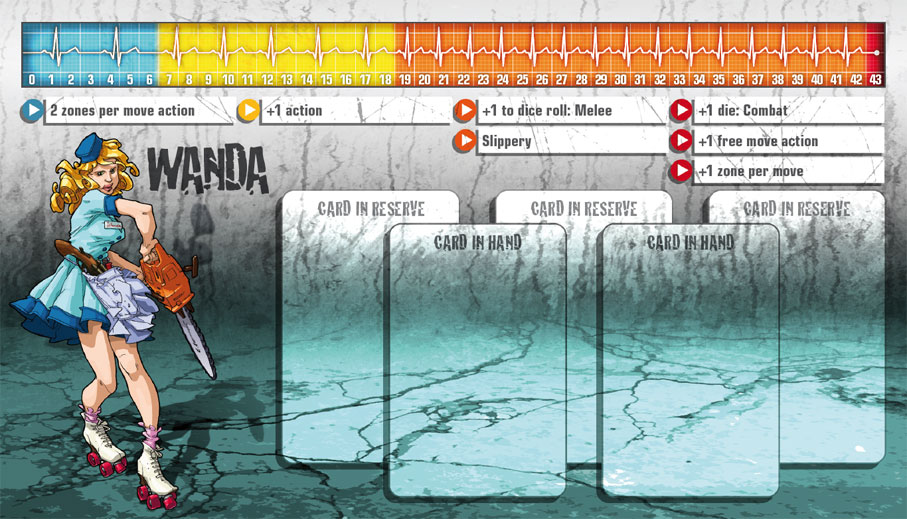 0 1 2 3 4 5 6 7 8 9 10 11 12 13 14 15 16 17 18 19 20 21 22 23 24 25 26 27 28 29 30 31 32 33 34 35 36 37 38 39 40 41 42 43
2 zones per move action
+1 action
+1 to dice roll: Melee
+1 die: Combat
Slippery
+1 free move action
+1 zone per move
WANDA
CARD IN RESERVE
CARD IN RESERVE
CARD IN RESERVE
CARD IN HAND
CARD IN HAND